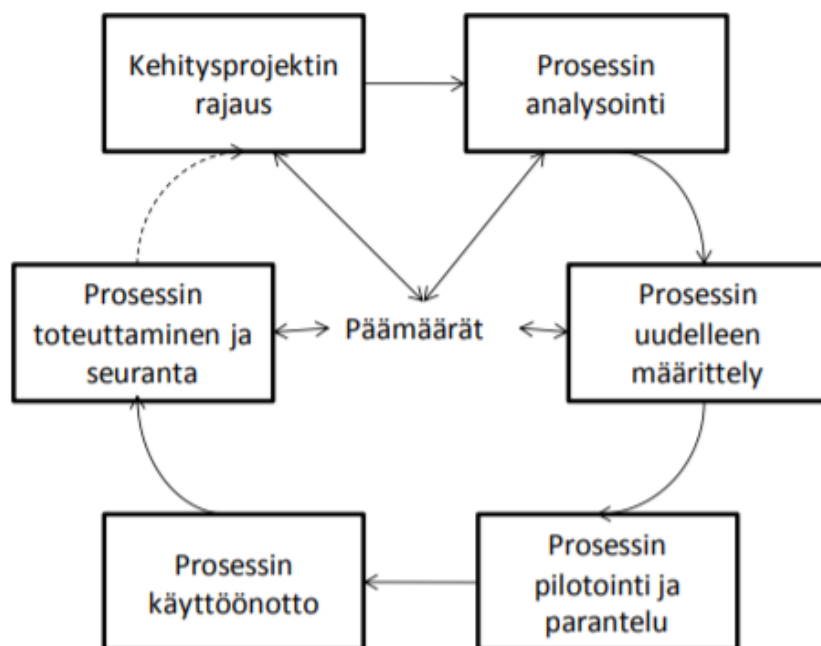 Kehitysprojektin
rajaus
Prosessin
analysointi
Prosessin
toteuttaminen ja
seuranta
Päämäärät
Prosessin
uudelleen
määrittely
Prosessin
käyttöönotto
Prosessin
pilotointi ja
parantelu